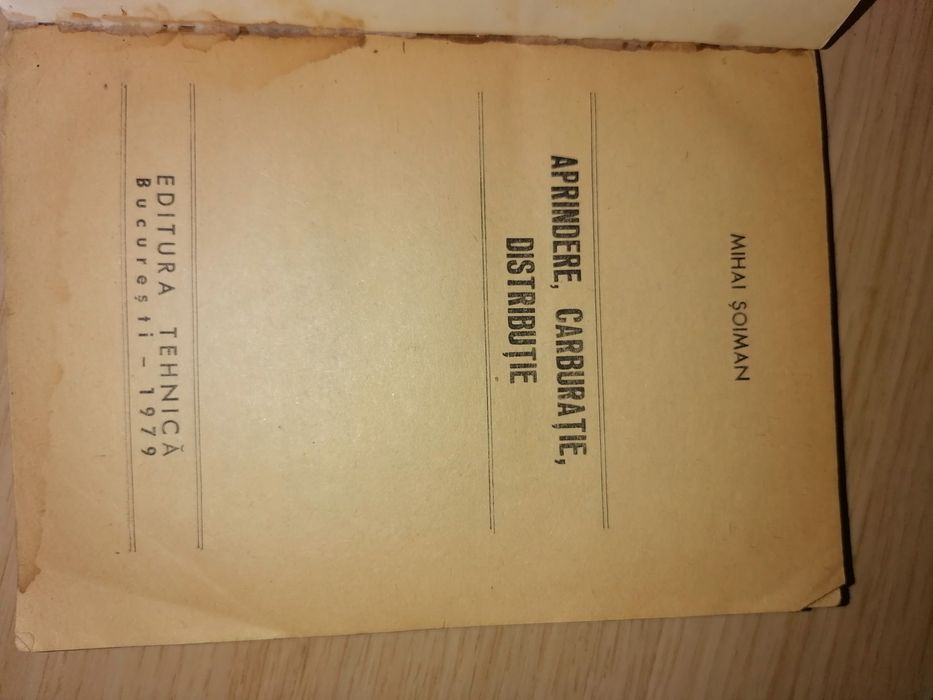 MIHAI ŞOIMAN
APRINDERE, CARBURAŢIE,
DISTRIBUŢIE
EDITURA TEHNICĂ
Bucureşti – 1979